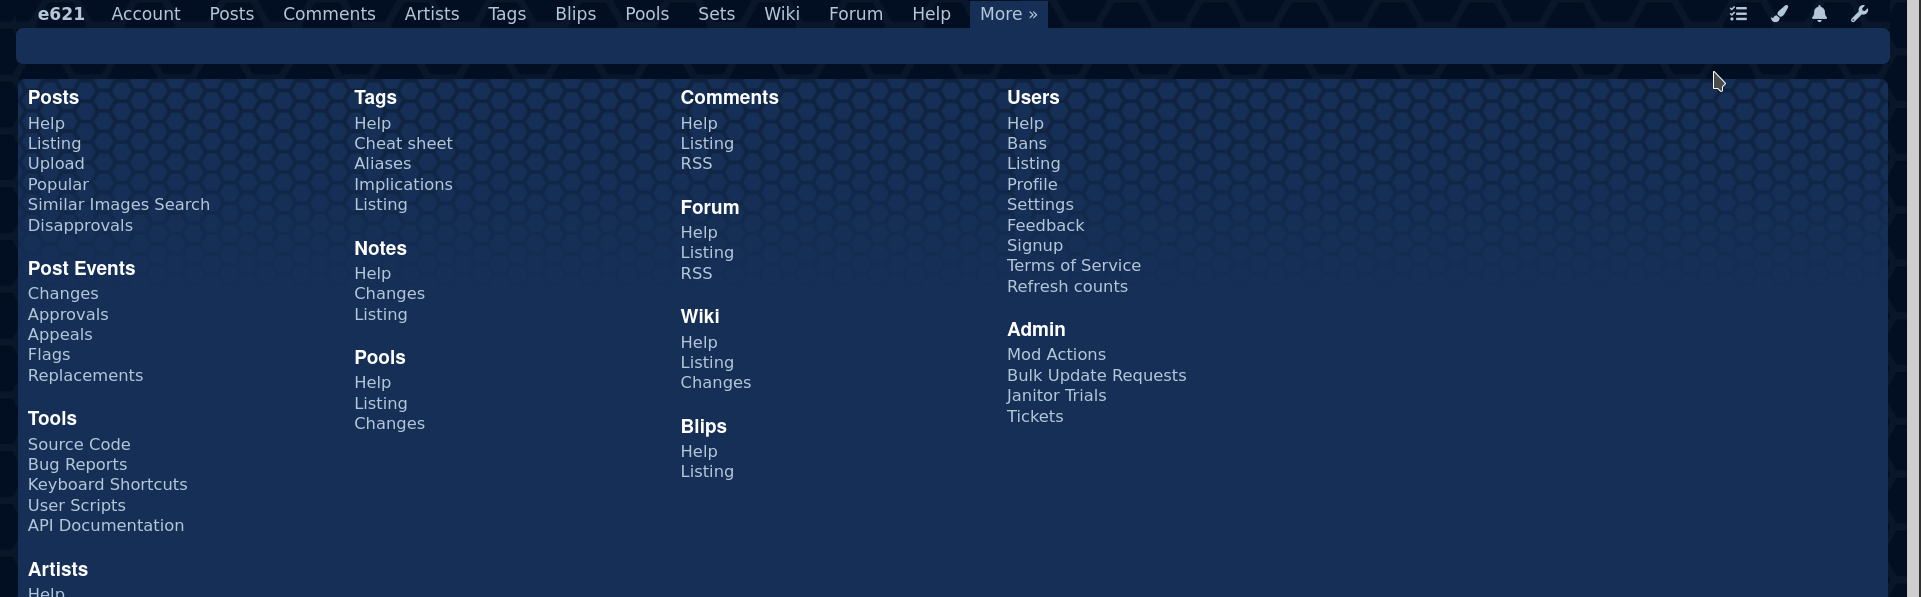 e621 Account Posts Comments Artists Tags Blips Pools Sets Wiki Forum Help More »
Posts
Help
Listing
Upload
Popular
Similar Images Search
Disapprovals
Post Events
Changes
Approvals
Appeals
Flags
Replacements
Tools
Source Code
Bug Reports
Keyboard Shortcuts
User Scripts
API Documentation
Artists
Help
Tags
Help
Cheat sheet
Aliases
Implications
Listing
Notes
Help
Changes
Listing
Pools
Help
Listing
Changes
Comments
Help
Listing
RSS
Forum
Help
Listing
RSS
Wiki
Help
Listing
Changes
Blips
Help
Listing
Users
Help
Bans
Listing
Profile
Settings
Feedback
Signup
Terms of Service
Refresh counts
Admin
Mod Actions
Bulk Update Requests
Janitor Trials
Tickets